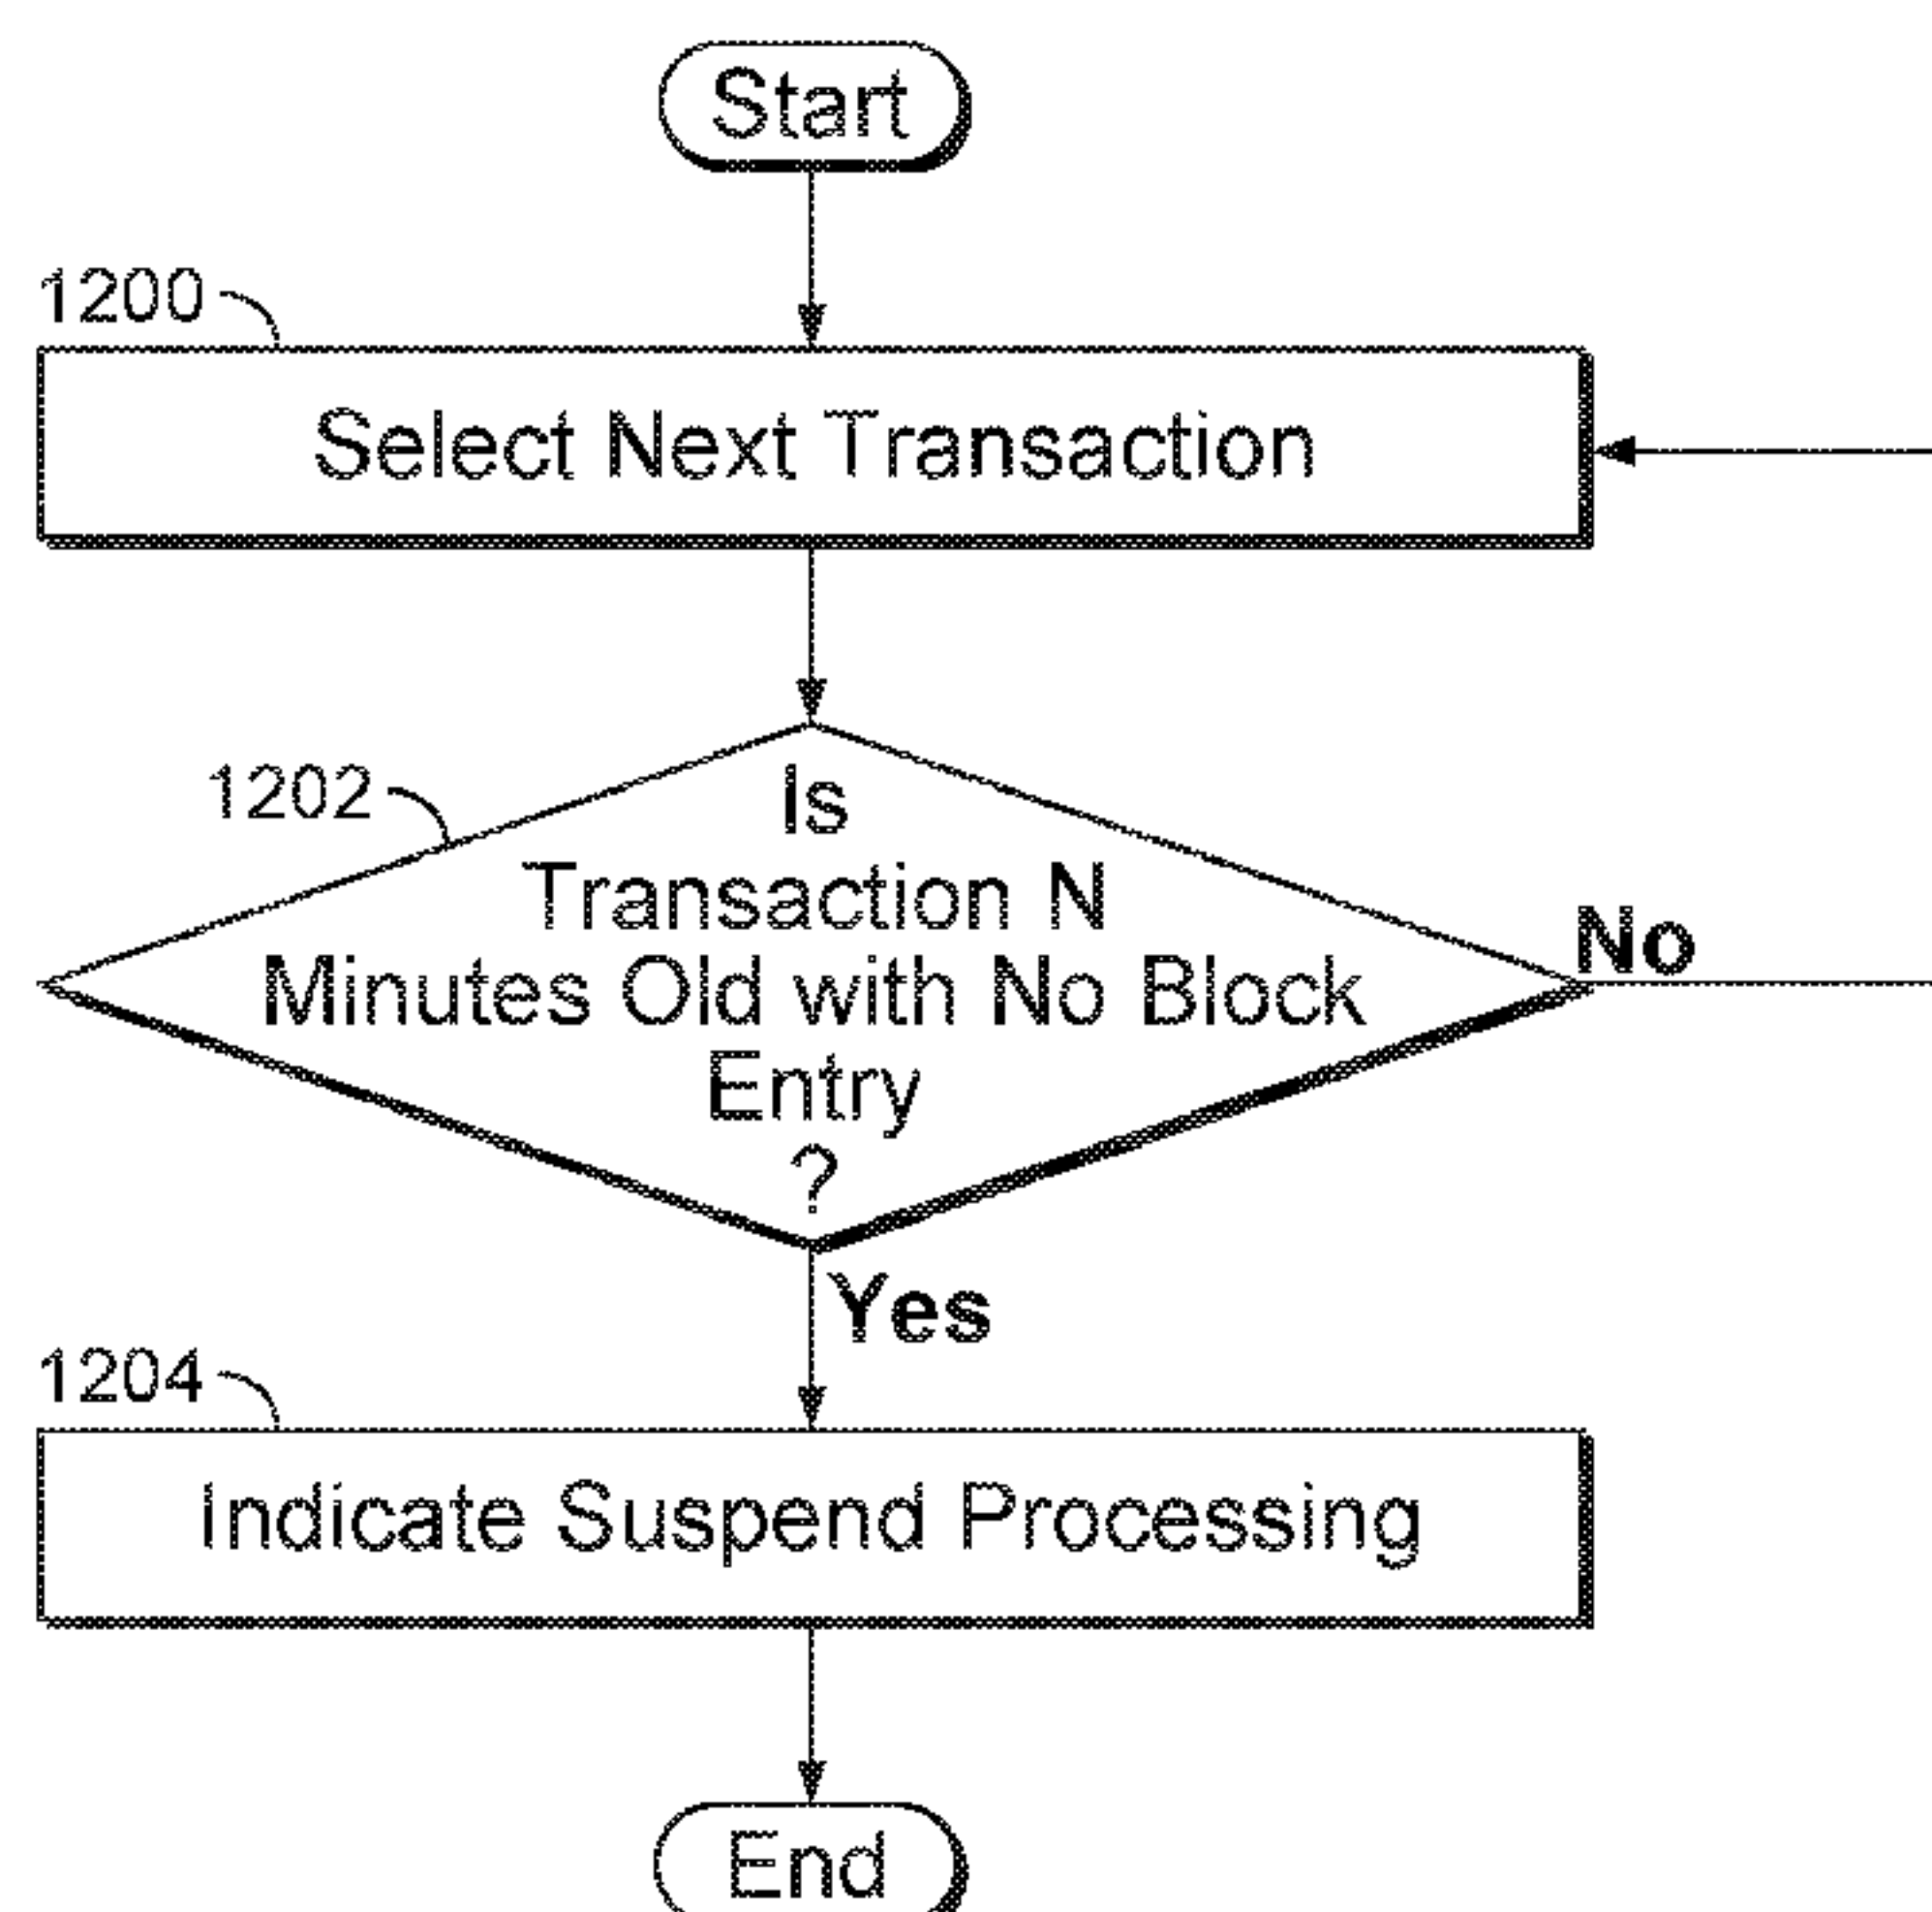 Start
1200
Select Next Transaction
1202
Is
Transaction N
Minutes Old with No Block
Entry
?
No
Yes
1204
Indicate Suspend Processing
End